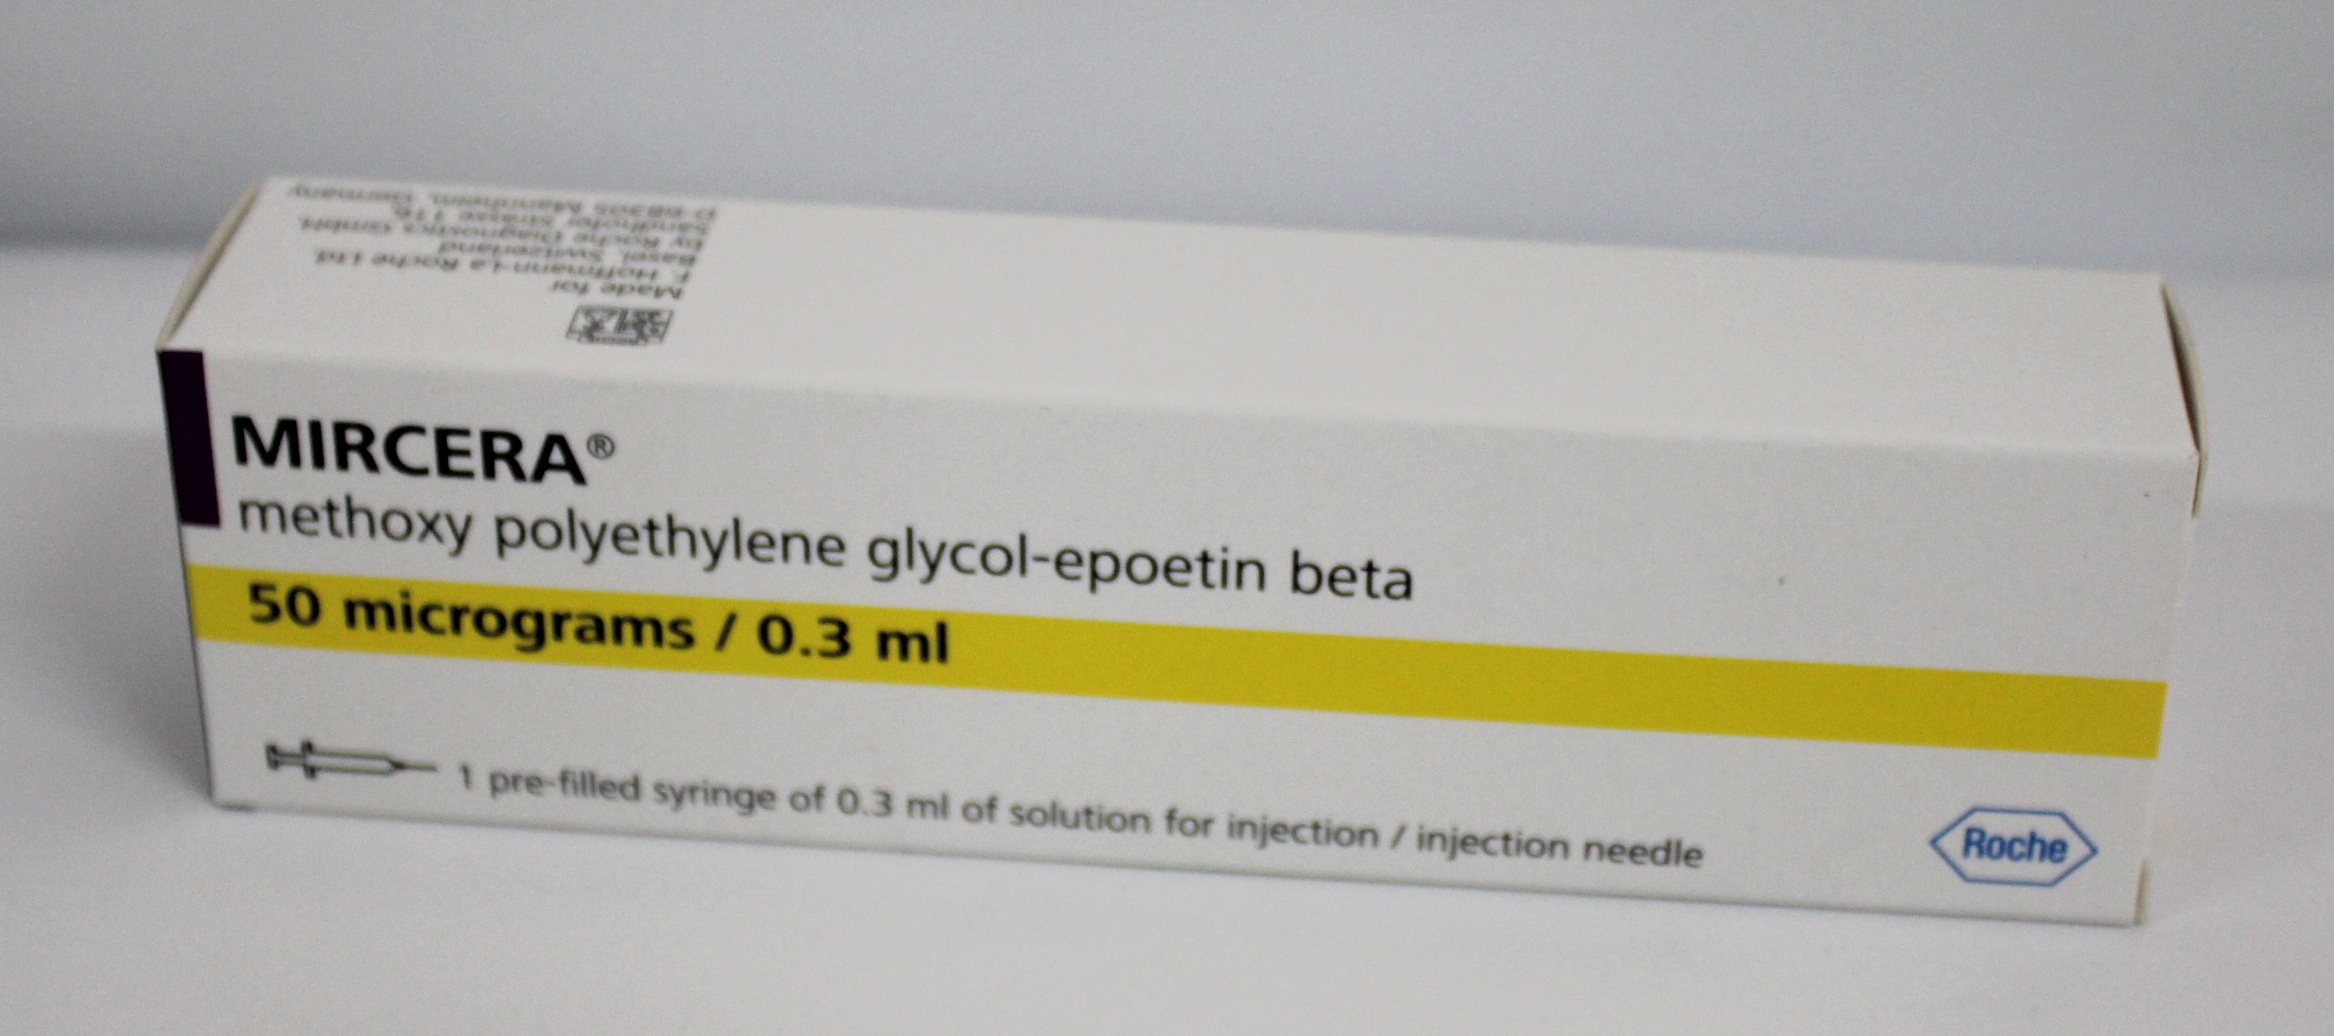 MIRCERA®
methoxy polyethylene glycol-epoetin beta
50 micrograms / 0.3 ml
1 pre-filled syringe of 0.3 ml of solution for injection / injection needle
Roche
Made for
F. Hoffmann-La Roche Ltd.
Basel, Switzerland
by Roche Diagnostics GmbH,
Sandhofer Strasse 116,
D-68305 Mannheim, Germany